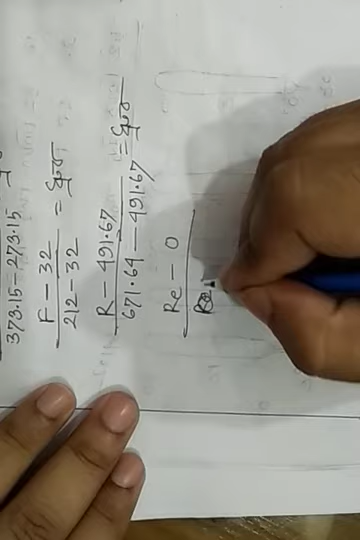 373.15-273.15
F - 32
212-32
= ध्रुव
R - 491.67
671.64 - 491.67
= ध्रुव
Re - 0